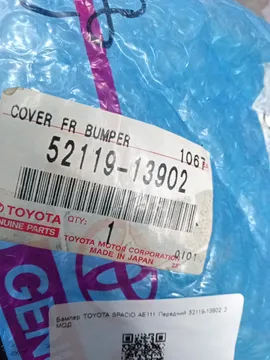 COVER FR BUMPER 1067
52119-13902
TOYOTA
GENUINE PARTS
QTY:
1
TOYOTA MOTOR CORPORATION
MADE IN JAPAN
0101
GEN
Бампер TOYOTA SPACIO AE111 Передний 52119-13902 2
МОД